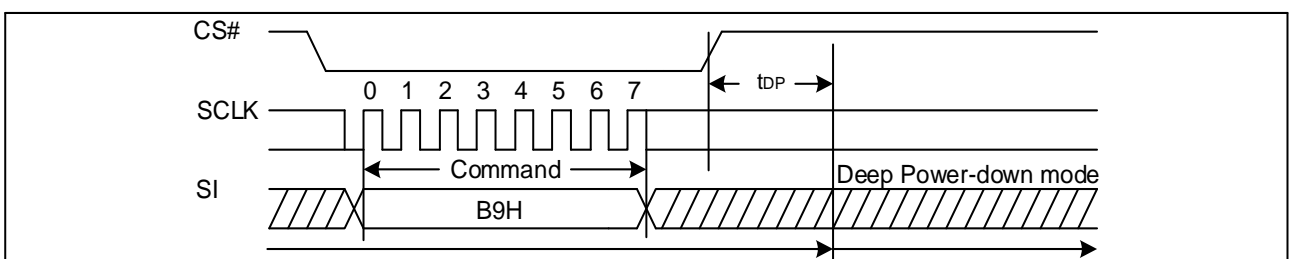 CS#
tDP
0 1 2 3 4 5 6 7
SCLK
Command
Deep Power-down mode
SI
B9H